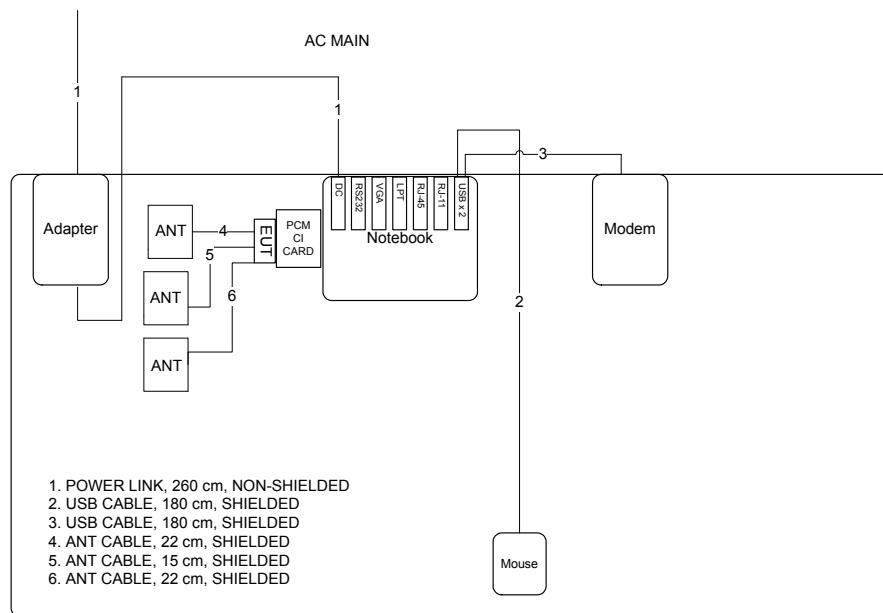 AC MAIN
1
1
3
DC
RS232
VGA
LPT
RJ-45
RJ-11
USB x 2
Adapter
ANT
4
EUT
PCM
CI
CARD
Notebook
Modem
5
ANT
6
2
ANT
1. POWER LINK, 260 cm, NON-SHIELDED
2. USB CABLE, 180 cm, SHIELDED
3. USB CABLE, 180 cm, SHIELDED
4. ANT CABLE, 22 cm, SHIELDED
5. ANT CABLE, 15 cm, SHIELDED
6. ANT CABLE, 22 cm, SHIELDED
Mouse